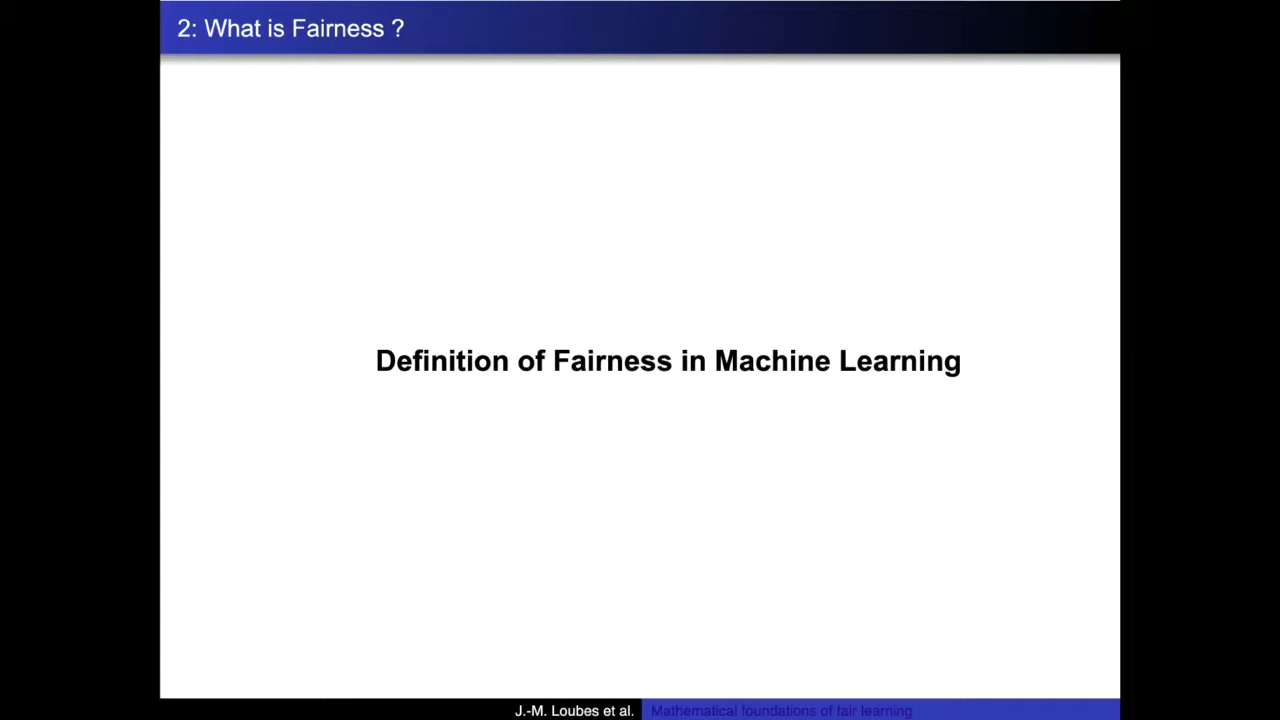 2: What is Fairness ?
Definition of Fairness in Machine Learning
J.-M. Loubes et al.
Mathematical foundations of fair learning